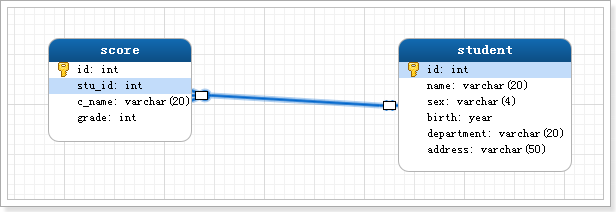 score
id: int
stu_id: int
c_name: varchar(20)
grade: int
student
id: int
name: varchar(20)
sex: varchar(4)
birth: year
department: varchar(20)
address: varchar(50)